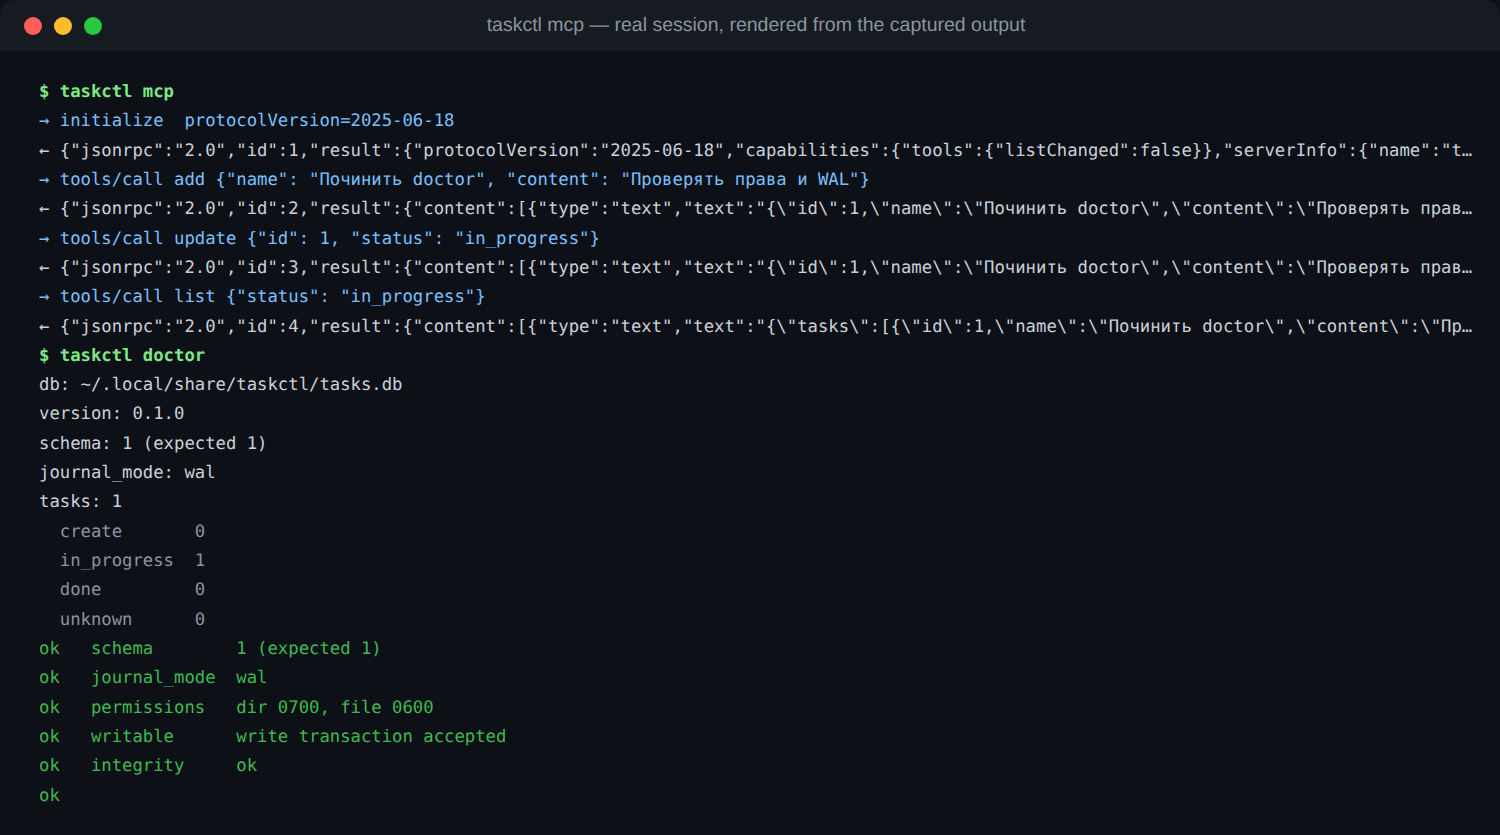 taskctl mcp — real session, rendered from the captured output
$ taskctl mcp
→ initialize  protocolVersion=2025-06-18
← {"jsonrpc":"2.0","id":1,"result":{"protocolVersion":"2025-06-18","capabilities":{"tools":{"listChanged":false}},"serverInfo":{"name":"t…
→ tools/call add {"name": "Починить doctor", "content": "Проверять права и WAL"}
← {"jsonrpc":"2.0","id":2,"result":{"content":[{"type":"text","text":"{\"id\":1,\"name\":\"Починить doctor\",\"content\":\"Проверять прав…
→ tools/call update {"id": 1, "status": "in_progress"}
← {"jsonrpc":"2.0","id":3,"result":{"content":[{"type":"text","text":"{\"id\":1,\"name\":\"Починить doctor\",\"content\":\"Проверять прав…
→ tools/call list {"status": "in_progress"}
← {"jsonrpc":"2.0","id":4,"result":{"content":[{"type":"text","text":"{\"tasks\":[{\"id\":1,\"name\":\"Починить doctor\",\"content\":\"Пр…
$ taskctl doctor
db: ~/.local/share/taskctl/tasks.db
version: 0.1.0
schema: 1 (expected 1)
journal_mode: wal
tasks: 1
  create       0
  in_progress  1
  done         0
  unknown      0
ok   schema        1 (expected 1)
ok   journal_mode  wal
ok   permissions   dir 0700, file 0600
ok   writable      write transaction accepted
ok   integrity     ok
ok